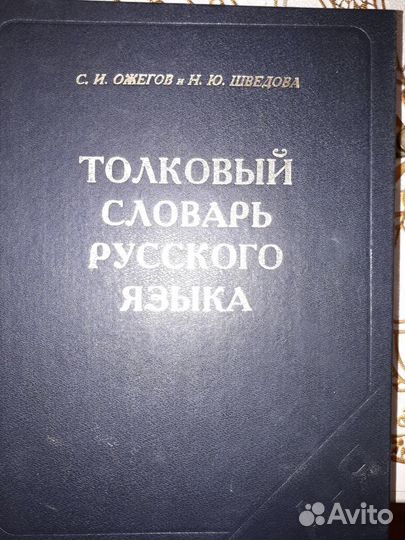 С. И. ОЖЕГОВ и Н. Ю. ШВЕДОВА
ТОЛКОВЫЙ
СЛОВАРЬ
РУССКОГО
ЯЗЫКА
Avito